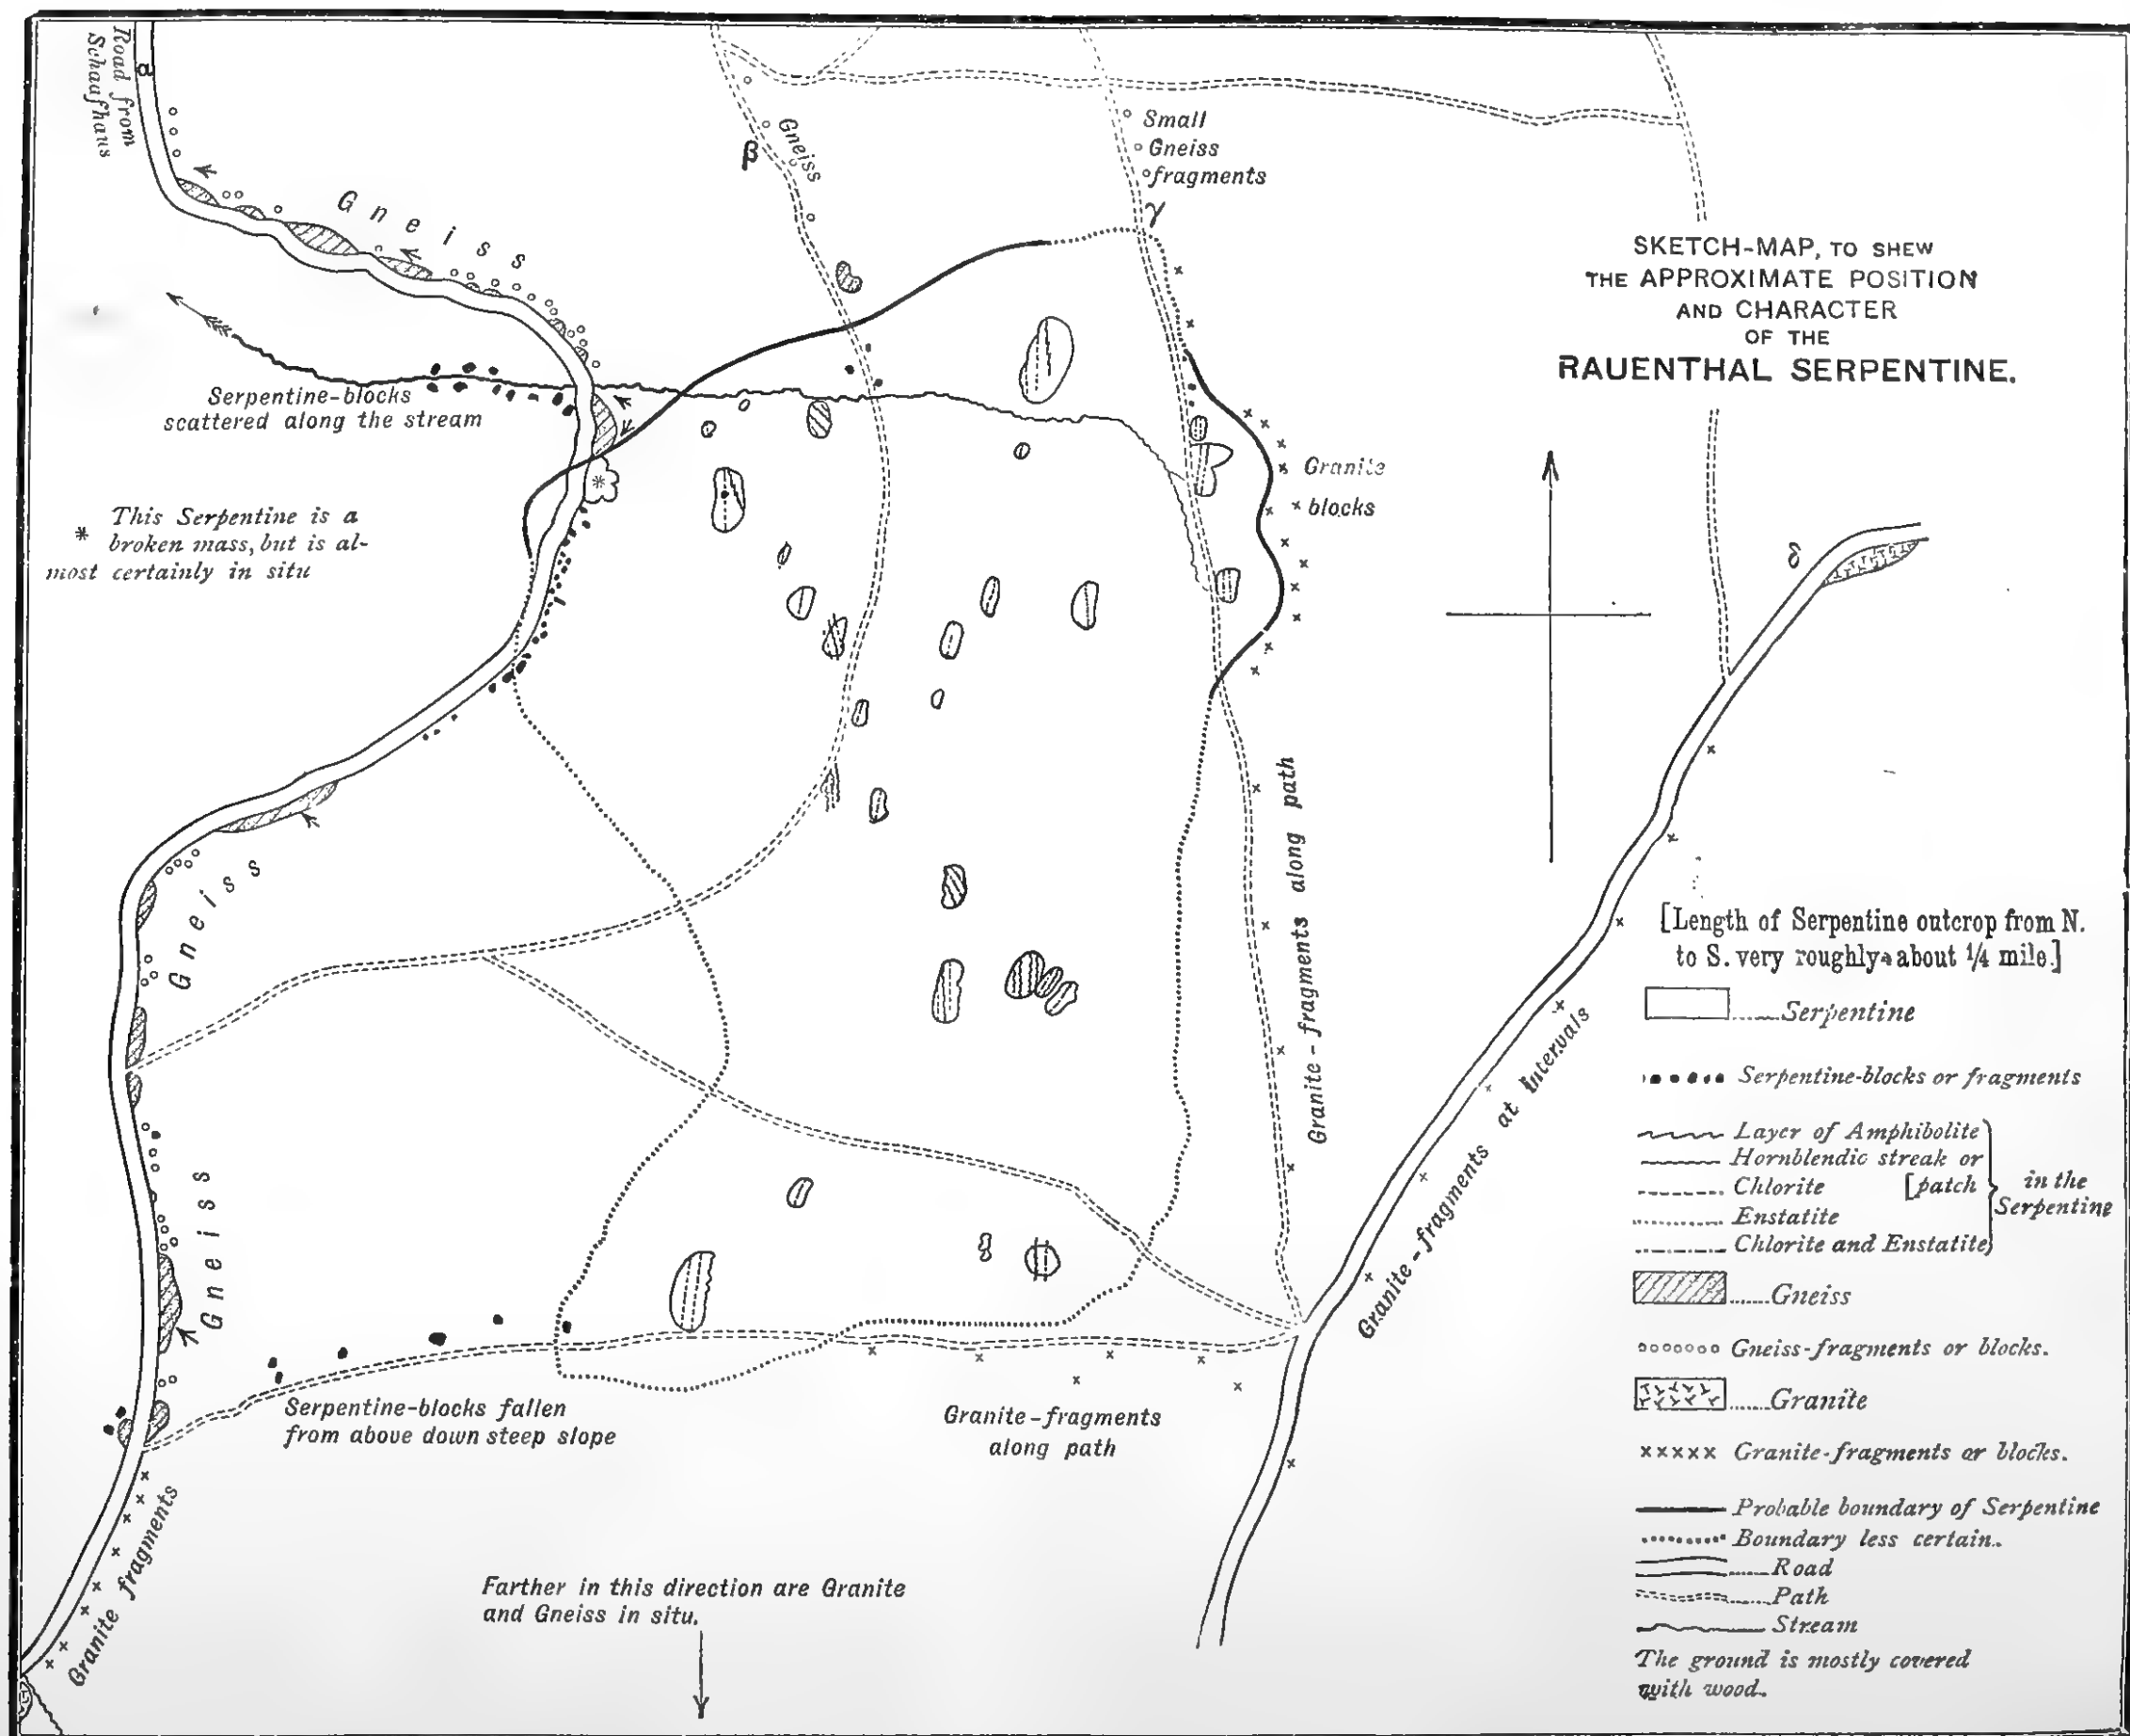 Road from
Schaafhaus
α
β
Gneiss
Small
Gneiss
fragments
γ
Gneiss
SKETCH-MAP, TO SHEW
THE APPROXIMATE POSITION
AND CHARACTER
OF THE
RAUENTHAL SERPENTINE.
Serpentine-blocks
scattered along the stream
Granite
blocks
* This Serpentine is a
broken mass, but is al-
most certainly in situ
*
δ
Gneiss
Granite-fragments along path
[Length of Serpentine outcrop from N.
to S. very roughly about 1/4 mile.]
Serpentine
Serpentine-blocks or fragments
Layer of Amphibolite
Hornblendic streak or
Chlorite [patch
Enstatite
Chlorite and Enstatite
in the
Serpentine
Gneiss
Gneiss-fragments or blocks.
Granite
Granite-fragments or blocks.
Probable boundary of Serpentine
Boundary less certain.
Road
Path
Stream
The ground is mostly covered
with wood.
Granite-fragments at Intervals
Gneiss
Serpentine-blocks fallen
from above down steep slope
Granite-fragments
along path
Granite fragments
Farther in this direction are Granite
and Gneiss in situ.